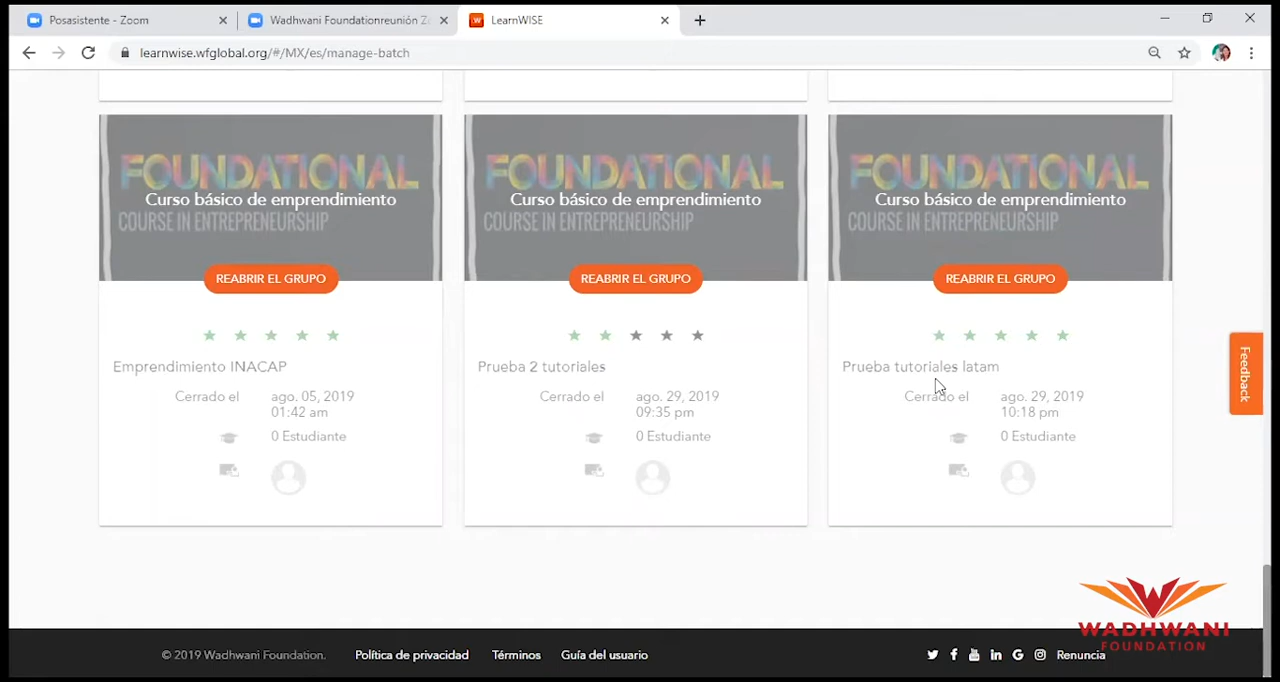 Posasistente - Zoom
Wadhwani Foundationreunión Z
LearnWISE
learnwise.wfglobal.org/#/MX/es/manage-batch
FOUNDATIONAL
Curso básico de emprendimiento
COURSE IN ENTREPRENEURSHIP
REABRIR EL GRUPO
Emprendimiento INACAP
Cerrado el
ago. 05, 2019
01:42 am
0 Estudiante
FOUNDATIONAL
Curso básico de emprendimiento
COURSE IN ENTREPRENEURSHIP
REABRIR EL GRUPO
Prueba 2 tutoriales
Cerrado el
ago. 29, 2019
09:35 pm
0 Estudiante
FOUNDATIONAL
Curso básico de emprendimiento
COURSE IN ENTREPRENEURSHIP
REABRIR EL GRUPO
Prueba tutoriales latam
Cerrado el
ago. 29, 2019
10:18 pm
0 Estudiante
Feedback
WADHWANI
FOUNDATION
© 2019 Wadhwani Foundation.
Política de privacidad
Términos
Guía del usuario
Renuncia